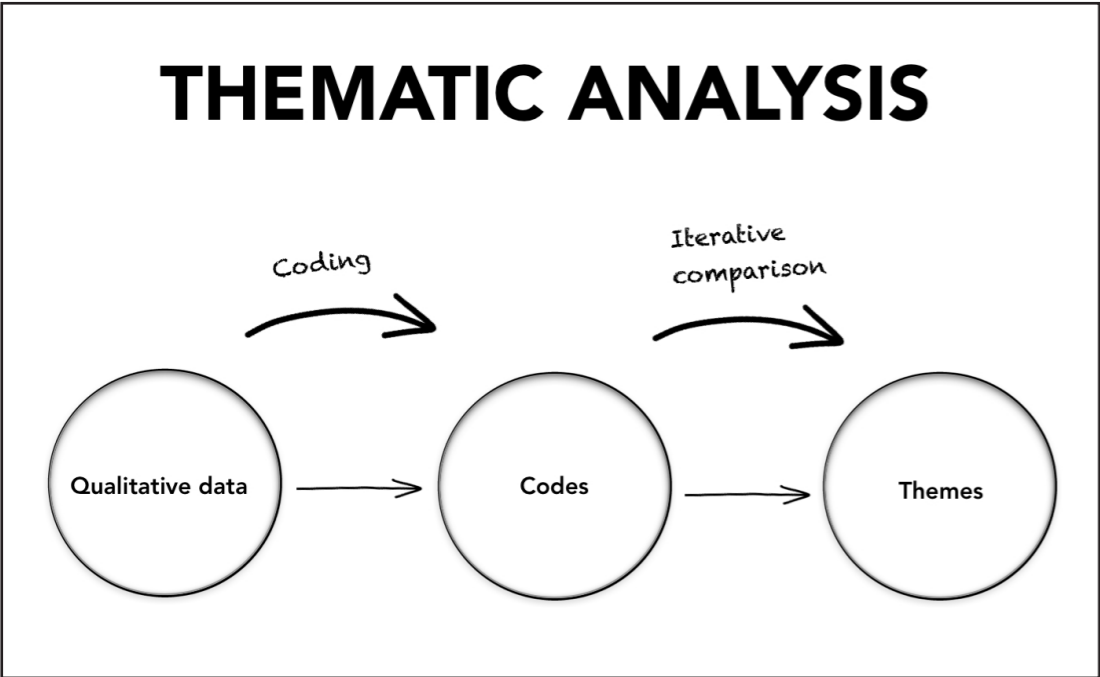 THEMATIC ANALYSIS
Coding
Iterative
comparison
Qualitative data
Codes
Themes